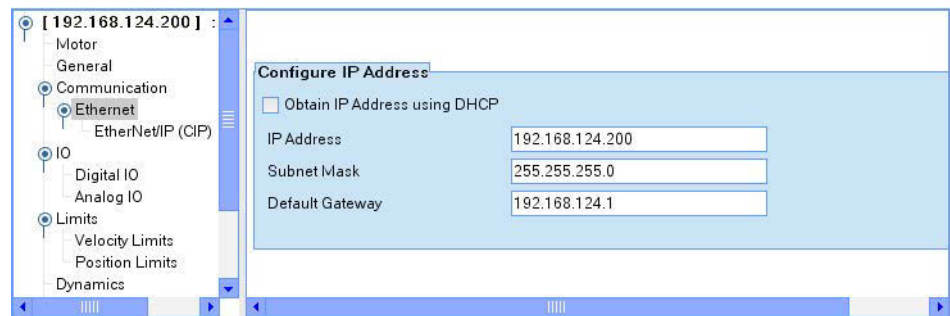 [ 192.168.124.200 ] :
Motor
General
Communication
Ethernet
EtherNet/IP (CIP)
IO
Digital IO
Analog IO
Limits
Velocity Limits
Position Limits
Dynamics
Configure IP Address
Obtain IP Address using DHCP
IP Address 192.168.124.200
Subnet Mask 255.255.255.0
Default Gateway 192.168.124.1